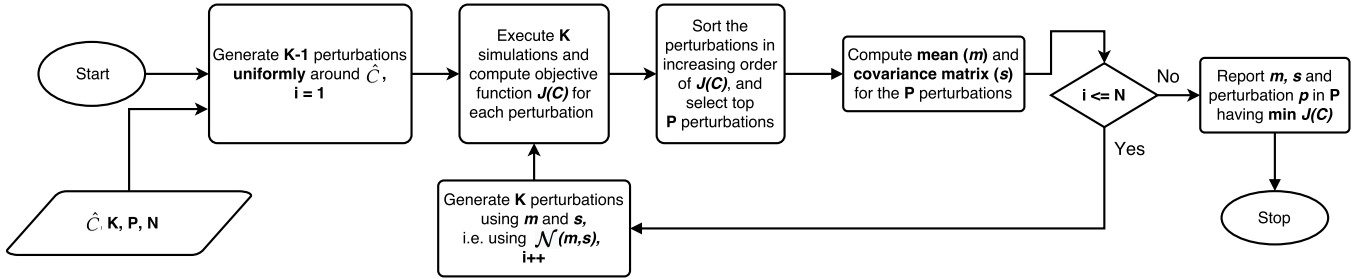 Start
Generate K-1 perturbations
uniformly around Ĉ,
i = 1
Execute K
simulations and
compute objective
function J(C) for
each perturbation
Sort the
perturbations in
increasing order
of J(C), and
select top
P perturbations
Compute mean (m) and
covariance matrix (s)
for the P perturbations
i <= N
No
Yes
Report m, s and
perturbation p in P
having min J(C)
Stop
Generate K perturbations
using m and s,
i.e. using 𝒩(m,s),
i++
Ĉ, K, P, N